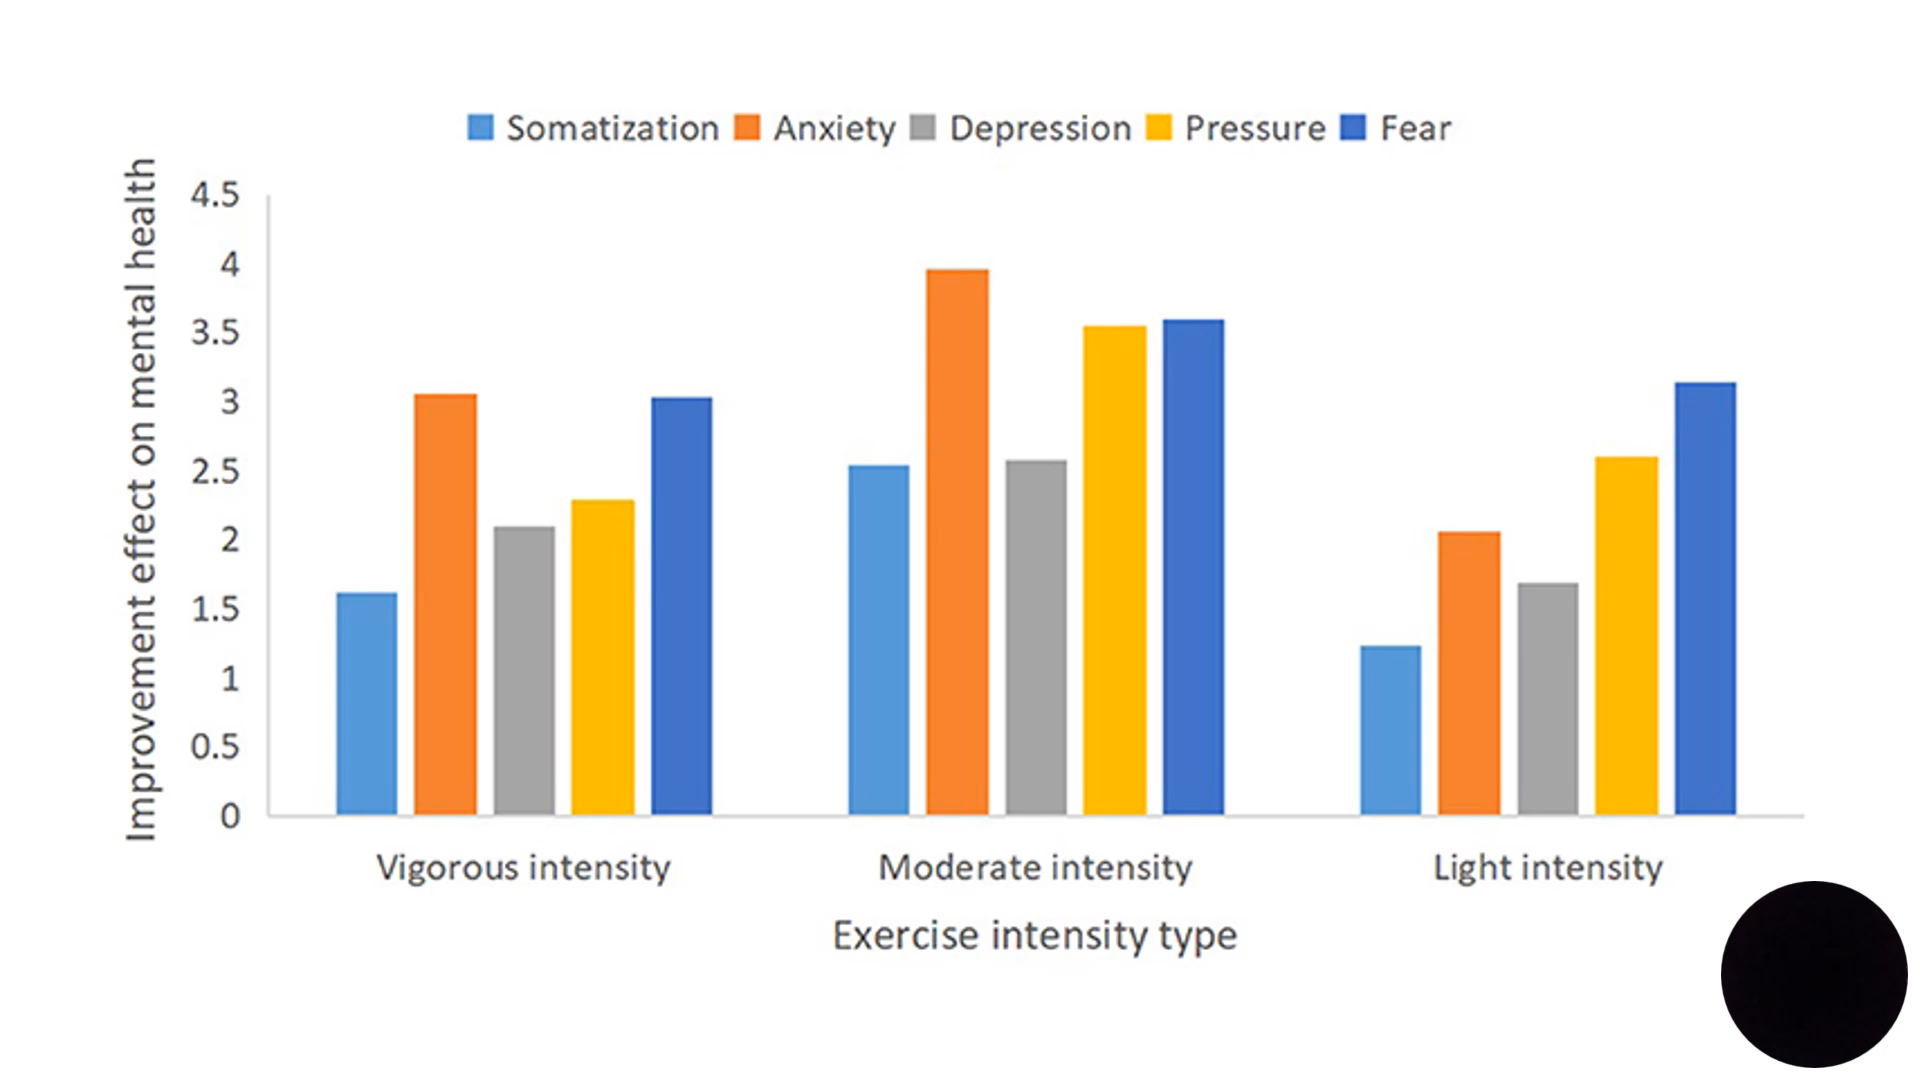 Somatization Anxiety Depression Pressure Fear
Improvement effect on mental health
4.5
4
3.5
3
2.5
2
1.5
1
0.5
0
Vigorous intensity Moderate intensity Light intensity
Exercise intensity type